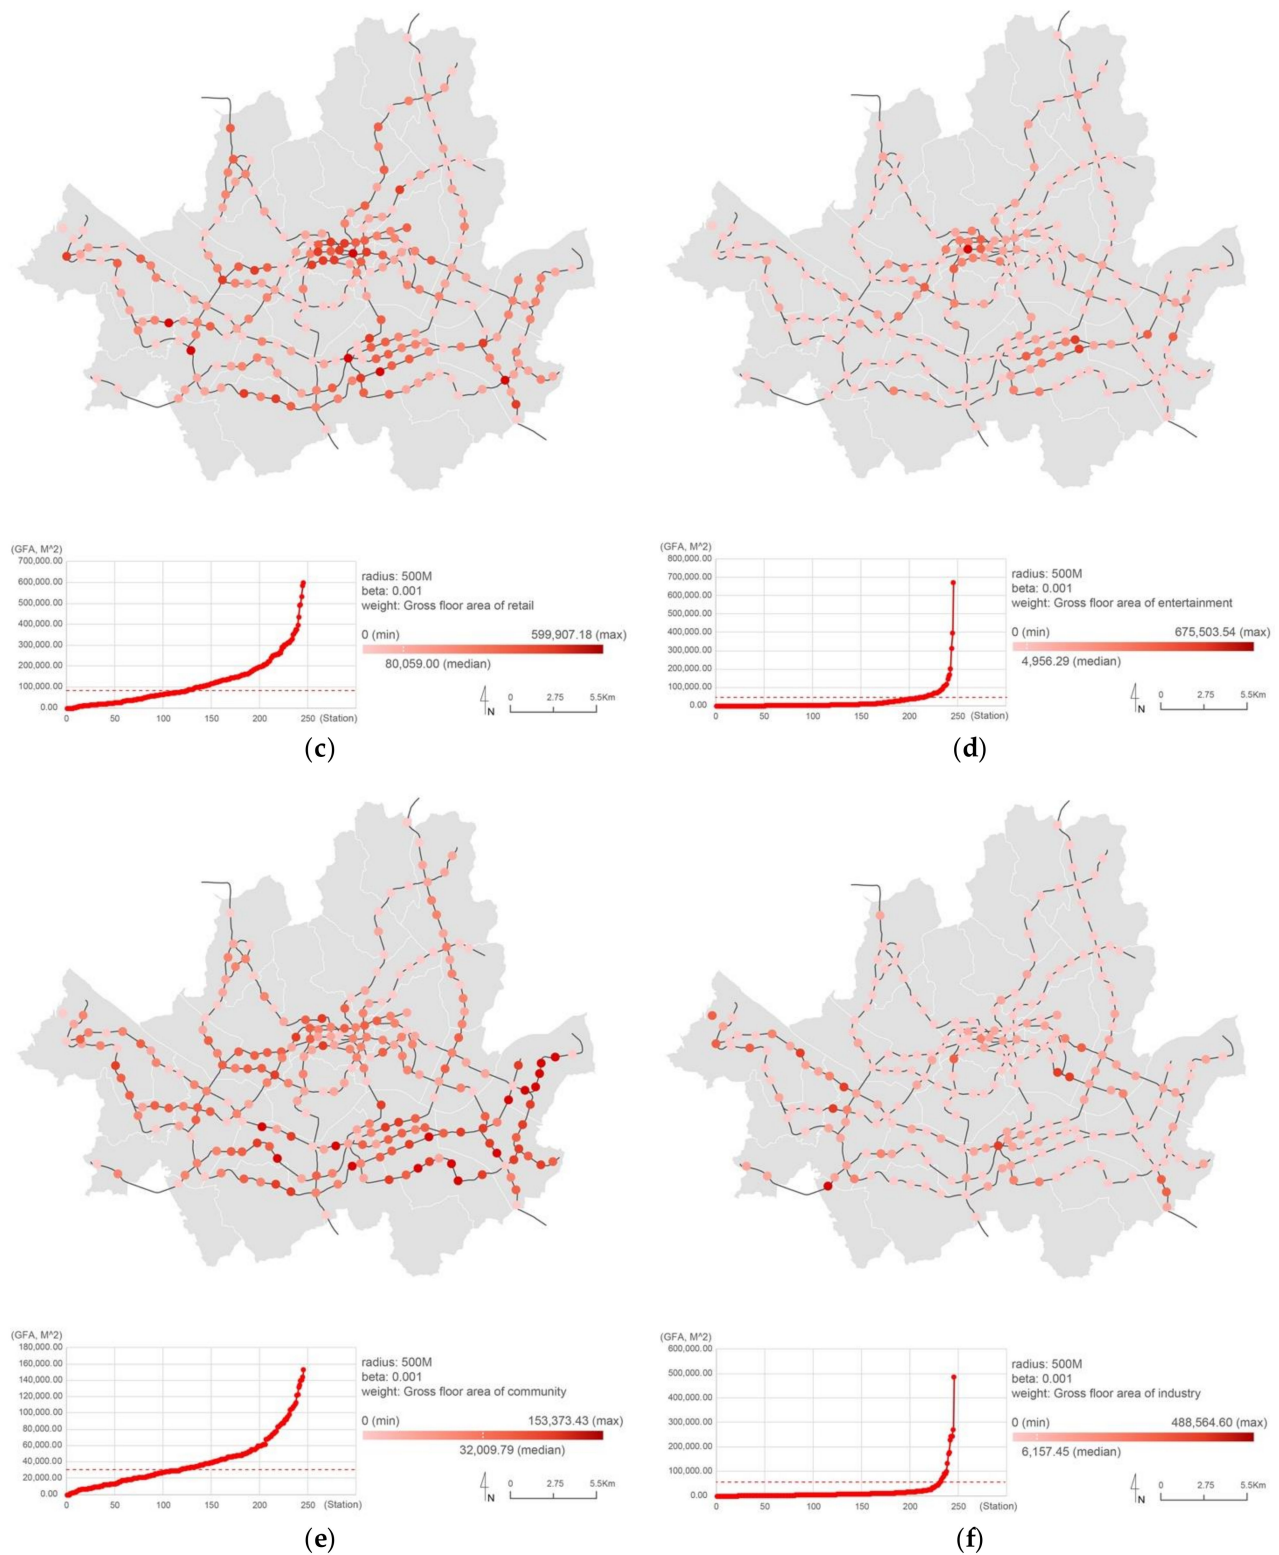 (GFA, M^2)
700,000.00
600,000.00
500,000.00
400,000.00
300,000.00
200,000.00
100,000.00
0.00
0 50 100 150 200 250 (Station)
radius: 500M
beta: 0.001
weight: Gross floor area of retail
0 (min) 599,907.18 (max)
80,059.00 (median)
N
0 2.75 5.5Km
(c)
(GFA, M^2)
800,000.00
700,000.00
600,000.00
500,000.00
400,000.00
300,000.00
200,000.00
100,000.00
0.00
0 50 100 150 200 250 (Station)
radius: 500M
beta: 0.001
weight: Gross floor area of entertainment
0 (min) 675,503.54 (max)
4,956.29 (median)
N
0 2.75 5.5Km
(d)
(GFA, M^2)
180,000.00
160,000.00
140,000.00
120,000.00
100,000.00
80,000.00
60,000.00
40,000.00
20,000.00
0.00
0 50 100 150 200 250 (Station)
radius: 500M
beta: 0.001
weight: Gross floor area of community
0 (min) 153,373.43 (max)
32,009.79 (median)
N
0 2.75 5.5Km
(e)
(GFA, M^2)
600,000.00
500,000.00
400,000.00
300,000.00
200,000.00
100,000.00
0.00
0 50 100 150 200 250 (Station)
radius: 500M
beta: 0.001
weight: Gross floor area of industry
0 (min) 488,564.60 (max)
6,157.45 (median)
N
0 2.75 5.5Km
(f)